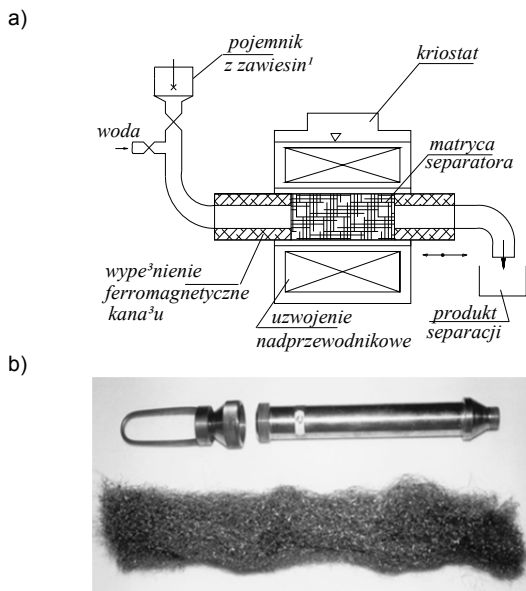 a)
pojemnik
z zawiesin¹
kriostat
woda
matryca
separatora
wype³nienie
ferromagnetyczne
kana³u
uzwojenie
nadprzewodnikowe
produkt
separacji
b)